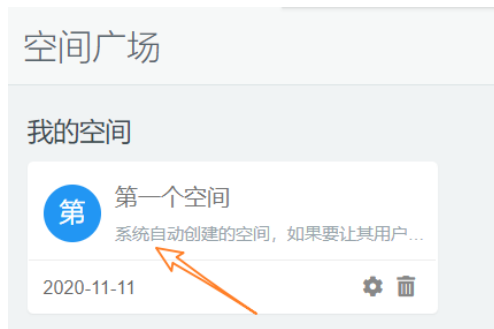 空间广场
我的空间
第
第一个空间
系统自动创建的空间，如果要让其用户...
2020-11-11